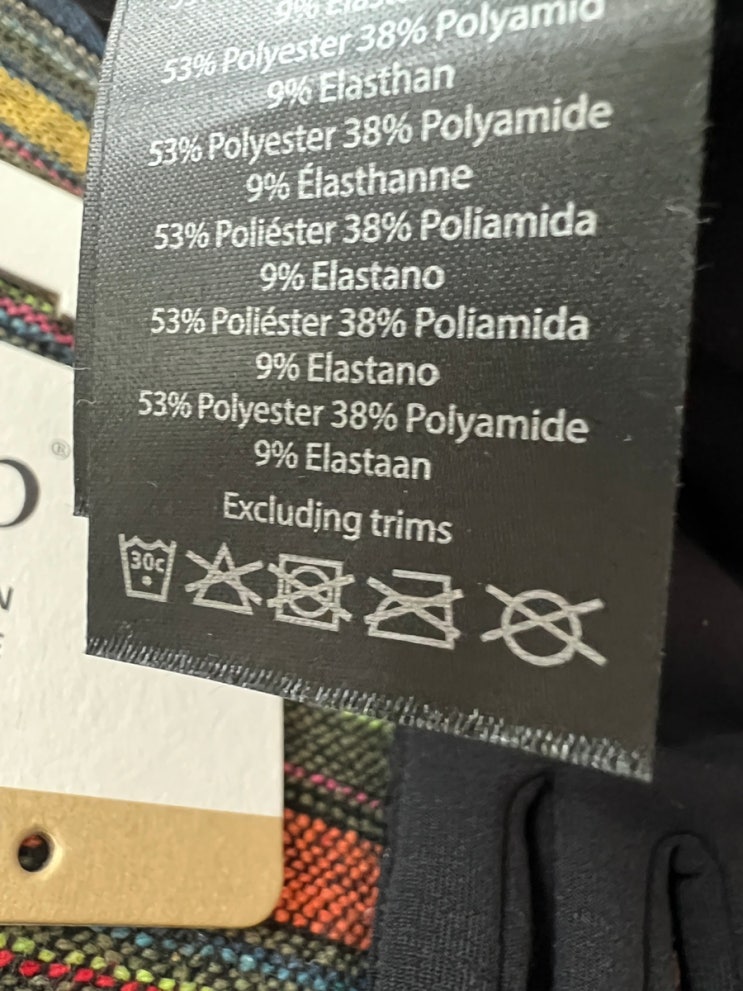 53% Polyester 38% Polyamid
9% Elasthan
53% Polyester 38% Polyamide
9% Élasthanne
53% Poliéster 38% Poliamida
9% Elastano
53% Poliéster 38% Poliamida
9% Elastano
53% Polyester 38% Polyamide
9% Elastaan
Excluding trims
30c
®